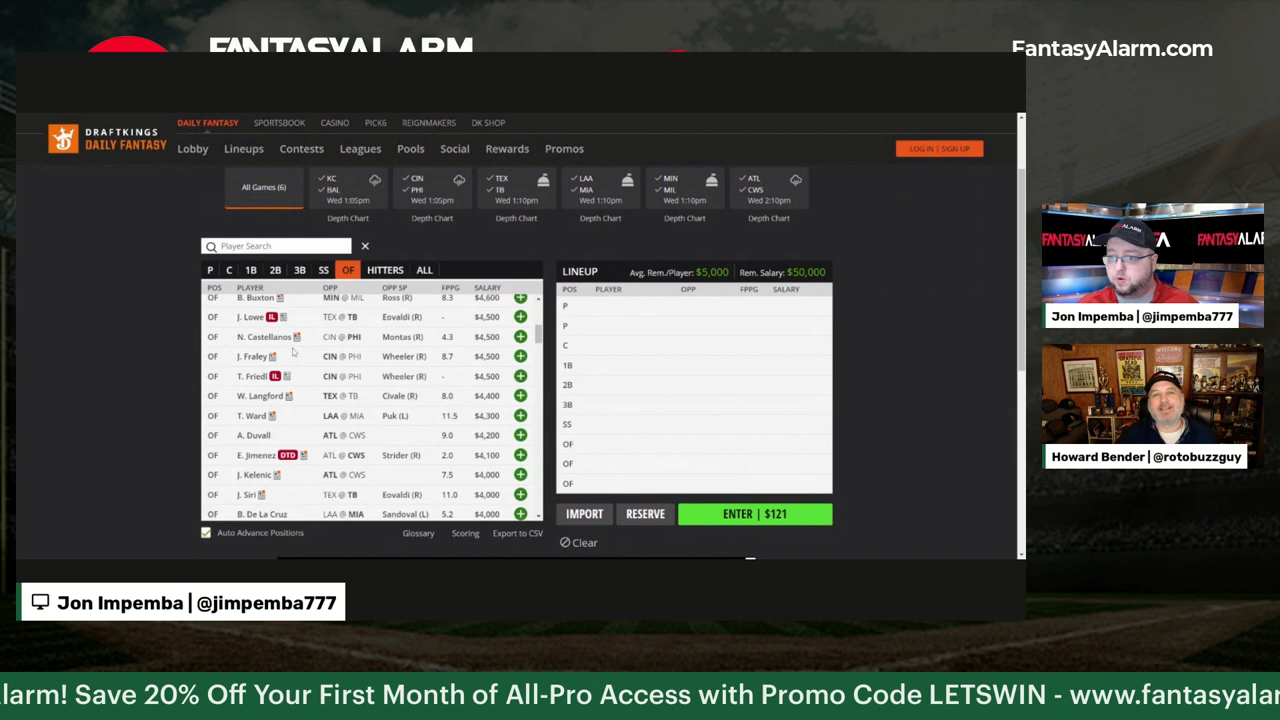 FANTASYALARM
FantasyAlarm.com
DRAFTKINGS
DAILY FANTASY
DAILY FANTASY SPORTSBOOK CASINO PICK6 REIGNMAKERS DK SHOP
Lobby Lineups Contests Leagues Pools Social Rewards Promos
LOG IN | SIGN UP
All Games (6)
KC CIN TEX LAA MIN ATL
BAL PHI TB MIA MIL CWS
Wed 1:05pm Wed 1:05pm Wed 1:10pm Wed 1:10pm Wed 1:10pm Wed 2:10pm
Depth Chart Depth Chart Depth Chart Depth Chart Depth Chart Depth Chart
Player Search
P C 1B 2B 3B SS OF HITTERS ALL
POS PLAYER OPP OPP SP FPPG SALARY
OF B. Buxton MIN @ MIL Ross (R) 8.3 $4,600
OF J. Lowe IL TEX @ TB Eovaldi (R) - $4,500
OF N. Castellanos CIN @ PHI Montas (R) 4.3 $4,500
OF J. Fraley CIN @ PHI Wheeler (R) 8.7 $4,500
OF T. Friedl IL CIN @ PHI Wheeler (R) - $4,500
OF W. Langford TEX @ TB Civale (R) 8.0 $4,400
OF T. Ward LAA @ MIA Puk (L) 11.5 $4,300
OF A. Duvall ATL @ CWS 9.0 $4,200
OF E. Jimenez DTD ATL @ CWS Strider (R) 2.0 $4,100
OF J. Kelenic ATL @ CWS 7.5 $4,000
OF J. Siri TEX @ TB Eovaldi (R) 11.0 $4,000
OF B. De La Cruz LAA @ MIA Sandoval (L) 5.2 $4,000
Auto Advance Positions Glossary Scoring Export to CSV
LINEUP Avg. Rem./Player: $5,000 Rem. Salary: $50,000
POS PLAYER OPP FPPG SALARY
P
P
C
1B
2B
3B
SS
OF
OF
OF
IMPORT RESERVE ENTER | $121
Clear
FANTASYALAR
Jon Impemba | @jimpemba777
Howard Bender | @rotobuzzguy
Jon Impemba | @jimpemba777
larm! Save 20% Off Your First Month of All-Pro Access with Promo Code LETSWIN - www.fantasyalar